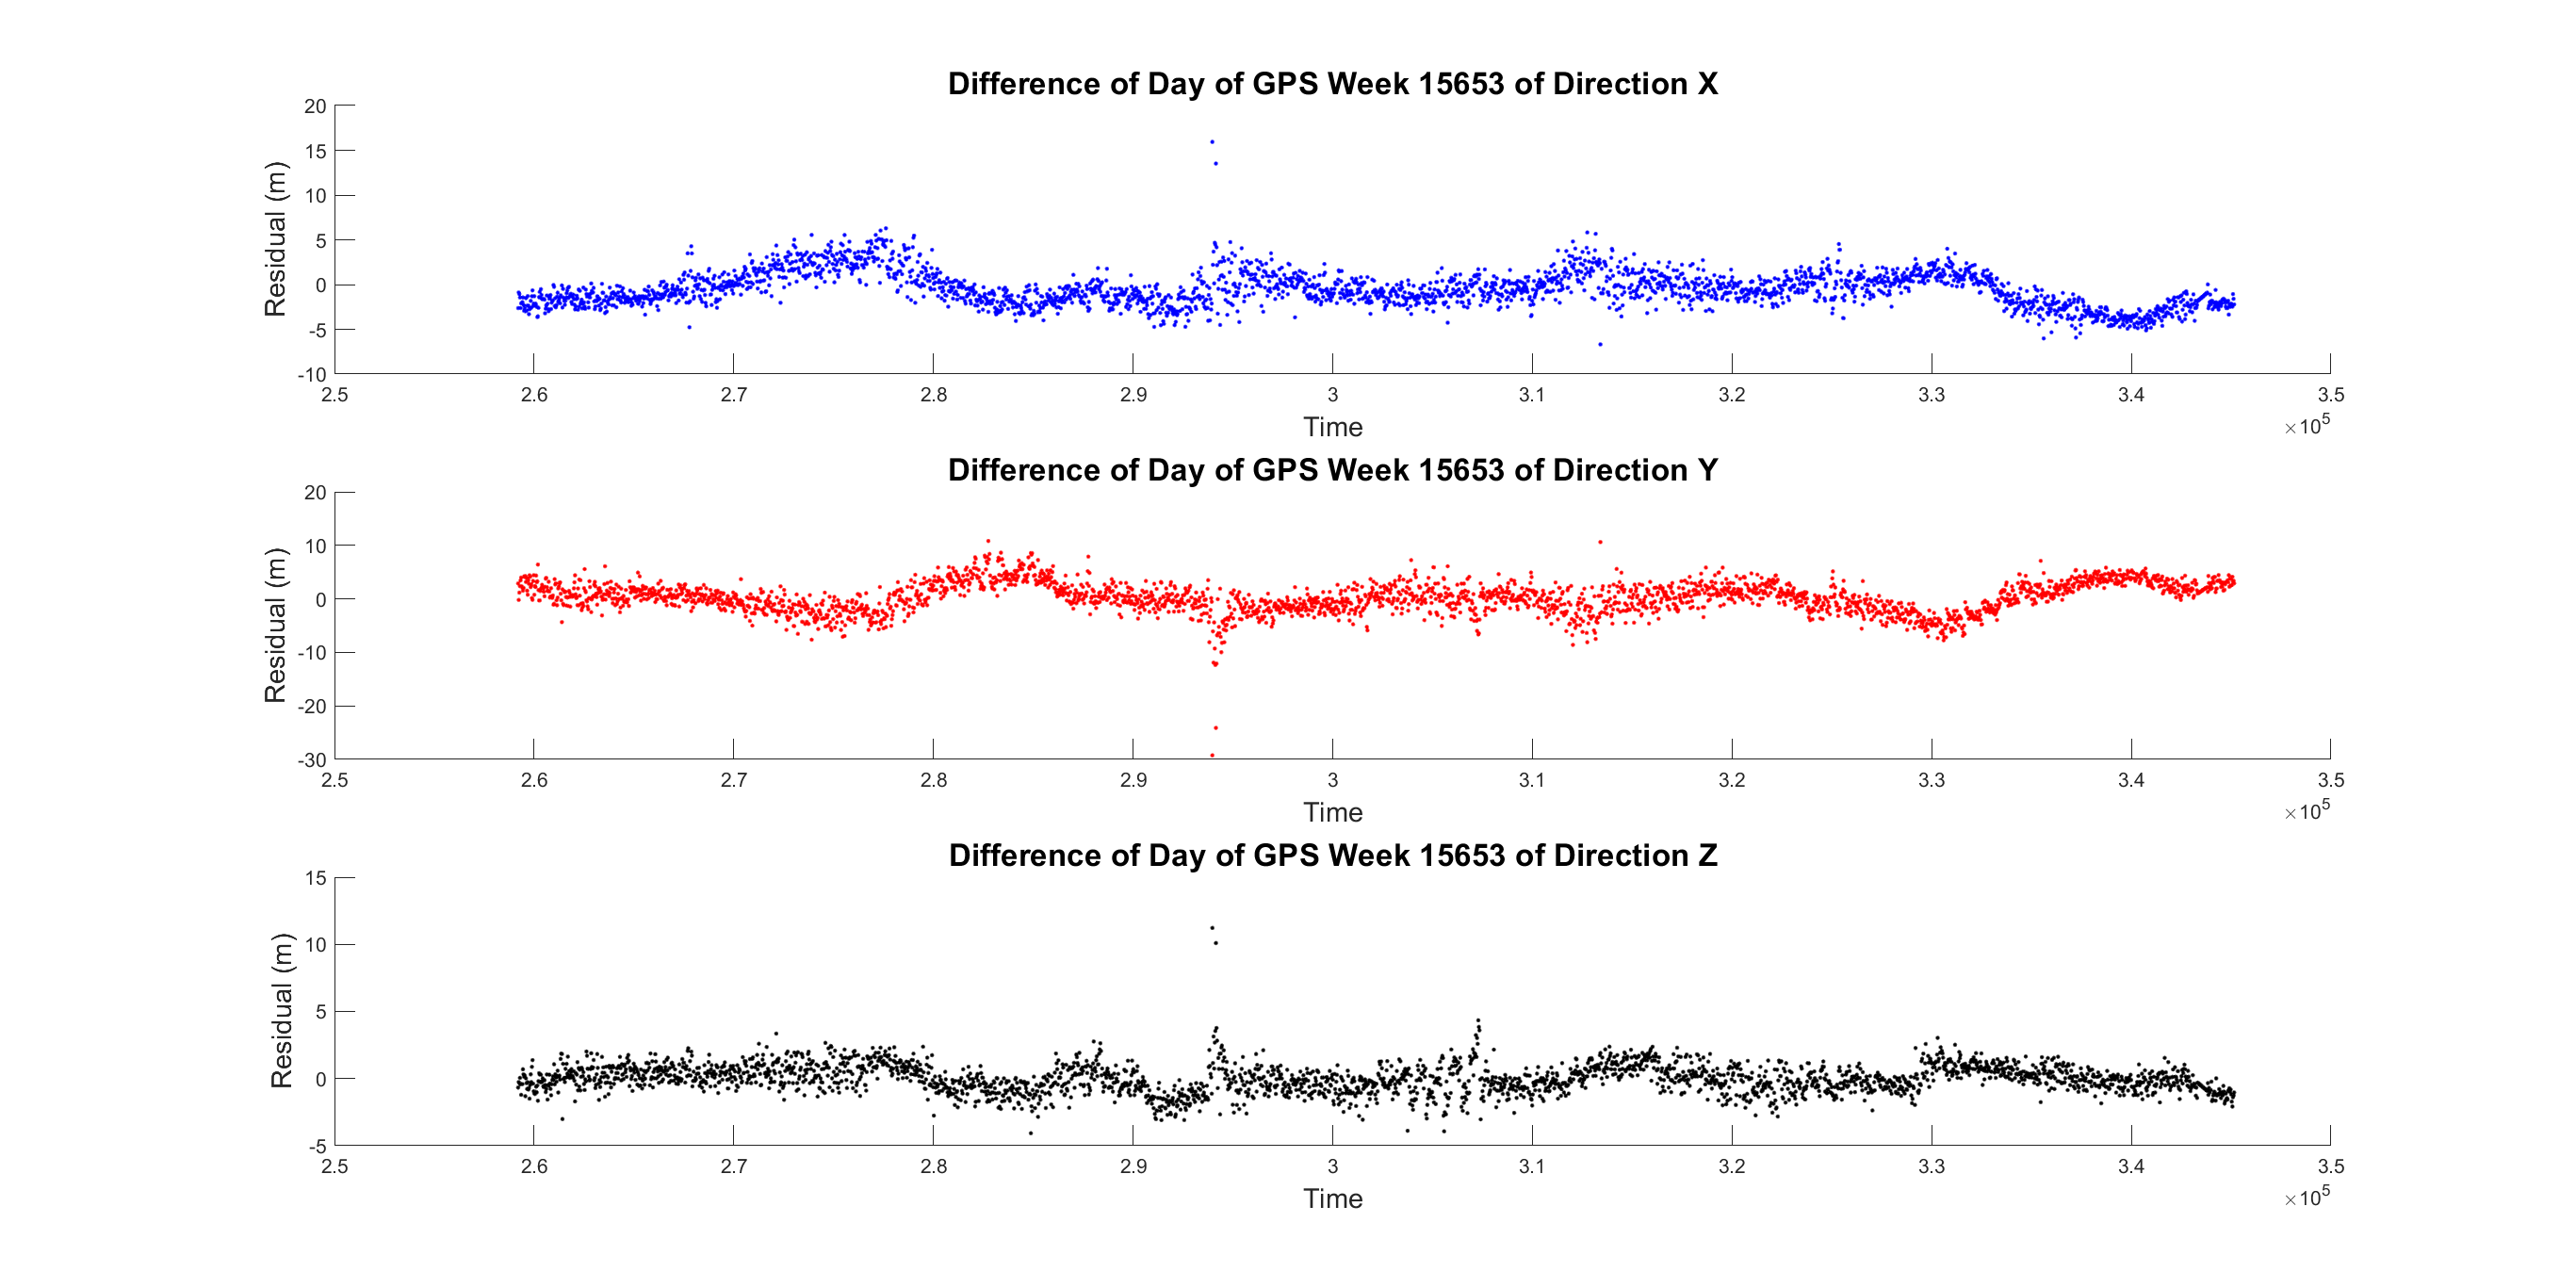 Difference of Day of GPS Week 15653 of Direction X
20
15
10
5
0
-5
-10
Residual (m)
2.5 2.6 2.7 2.8 2.9 3 3.1 3.2 3.3 3.4 3.5
Time
×10⁵
Difference of Day of GPS Week 15653 of Direction Y
20
10
0
-10
-20
-30
Residual (m)
2.5 2.6 2.7 2.8 2.9 3 3.1 3.2 3.3 3.4 3.5
Time
×10⁵
Difference of Day of GPS Week 15653 of Direction Z
15
10
5
0
-5
Residual (m)
2.5 2.6 2.7 2.8 2.9 3 3.1 3.2 3.3 3.4 3.5
Time
×10⁵